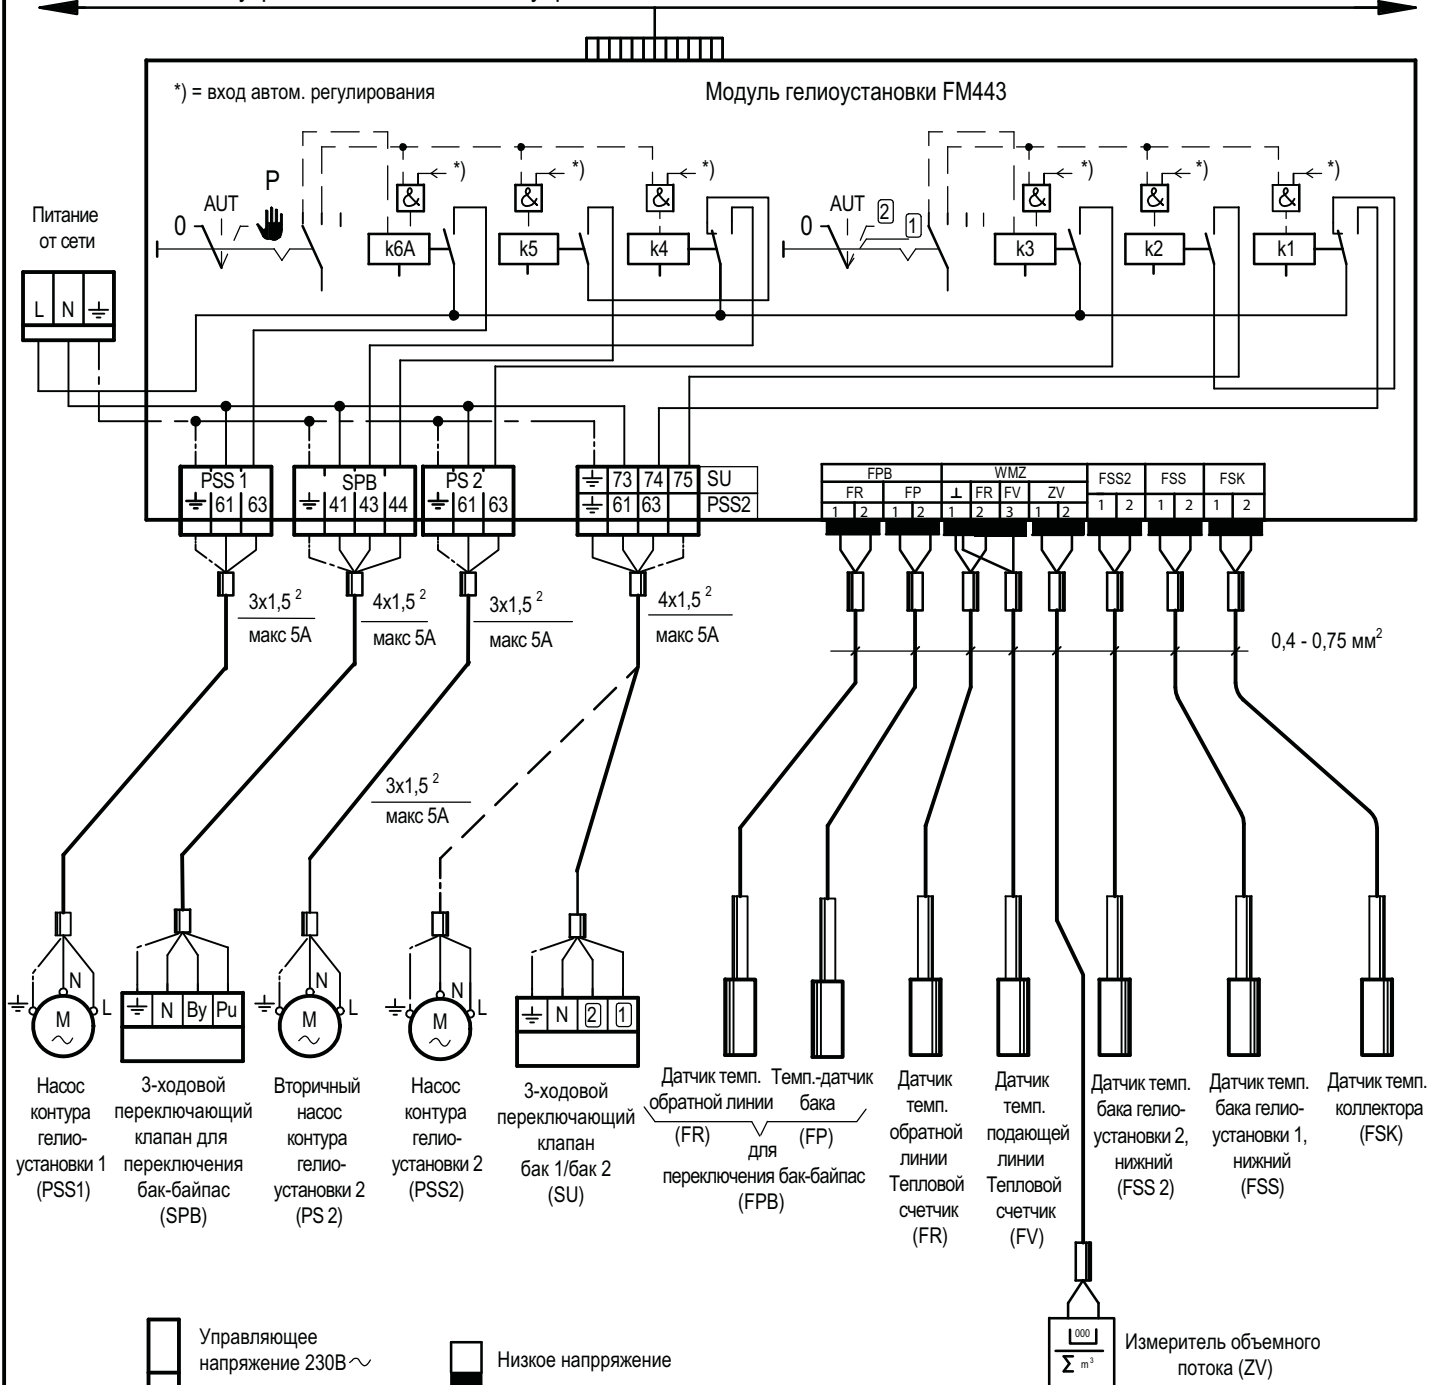 *) = вход автом. регулирования
Модуль гелиоустановки FM443
Питание
от сети
L N
0 AUT P
& *) & *) & *)
k6A k5 k4
0 AUT 2 1
& *) & *) & *)
k3 k2 k1
PSS 1
61 63
SPB
41 43 44
PS 2
61 63
73 74 75 SU
61 63 PSS2
FPB WMZ FSS2 FSS FSK
FR FP ⊥ FR FV ZV
1 2 1 2 1 2 3 1 2 1 2 1 2 1 2
3x1,5 2
макс 5А
4x1,5 2
макс 5А
3x1,5 2
макс 5А
4x1,5 2
макс 5А
0,4 - 0,75 мм2
3x1,5 2
макс 5А
N L
M
N By Pu
N L
M
N L
M
N 2 1
Насос
контура
гелио-
установки 1
(PSS1)
3-ходовой
переключающий
клапан для
переключения
бак-байпас
(SPB)
Вторичный
насос
контура
гелио-
установки 2
(PS 2)
Насос
контура
гелио-
установки 2
(PSS2)
3-ходовой
переключающий
клапан
бак 1/бак 2
(SU)
Датчик темп.
обратной линии
(FR)
Темп.-датчик
бака
(FP)
для
переключения бак-байпас
(FPB)
Датчик
темп.
обратной
линии
Тепловой
счетчик
(FR)
Датчик
темп.
подающей
линии
Тепловой
счетчик
(FV)
Датчик темп.
бака гелио-
установки 2,
нижний
(FSS 2)
Датчик темп.
бака гелио-
установки 1,
нижний
(FSS)
Датчик темп.
коллектора
(FSK)
000
Σ m3
Измеритель объемного
потока (ZV)
Управляющее
напряжение 230В
Низкое напрряжение